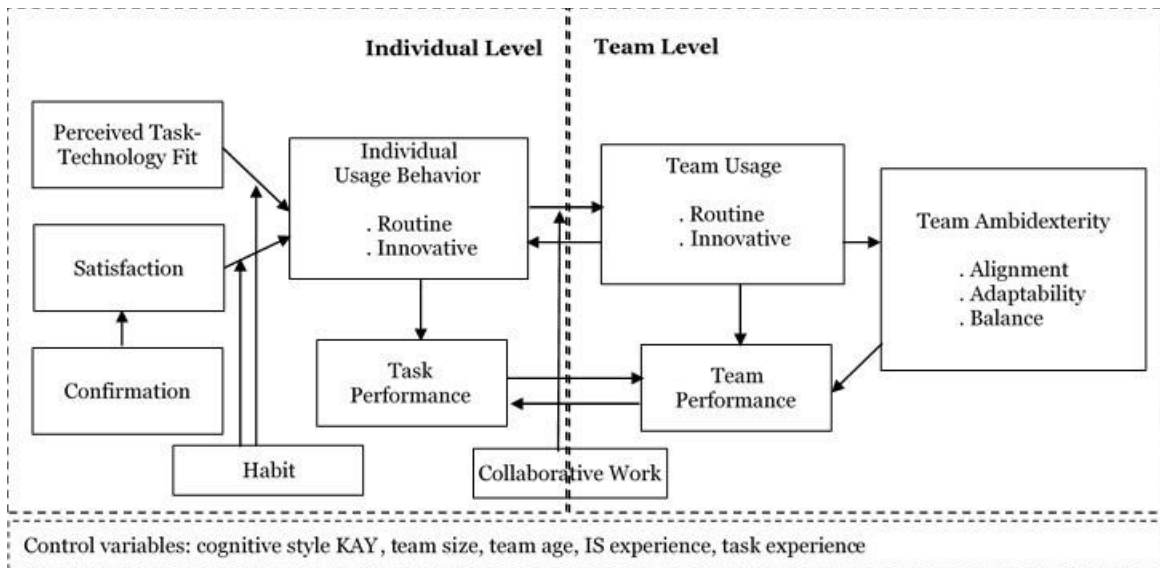 Individual Level
Team Level
Perceived Task-
Technology Fit
Individual
Usage Behavior
. Routine
. Innovative
Team Usage
. Routine
. Innovative
Team Ambidexterity
. Alignment
. Adaptability
. Balance
Satisfaction
Confirmation
Task
Performance
Team
Performance
Habit
Collaborative Work
Control variables: cognitive style KAY, team size, team age, IS experience, task experience